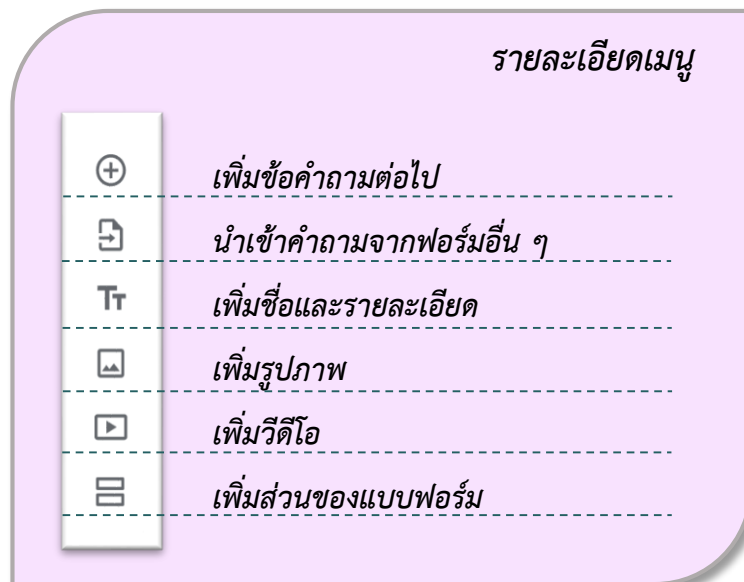 รายละเอียดเมนู
เพิ่มข้อคำถามต่อไป
นำเข้าคำถามจากฟอร์มอื่น ๆ
เพิ่มชื่อและรายละเอียด
เพิ่มรูปภาพ
เพิ่มวีดีโอ
เพิ่มส่วนของแบบฟอร์ม